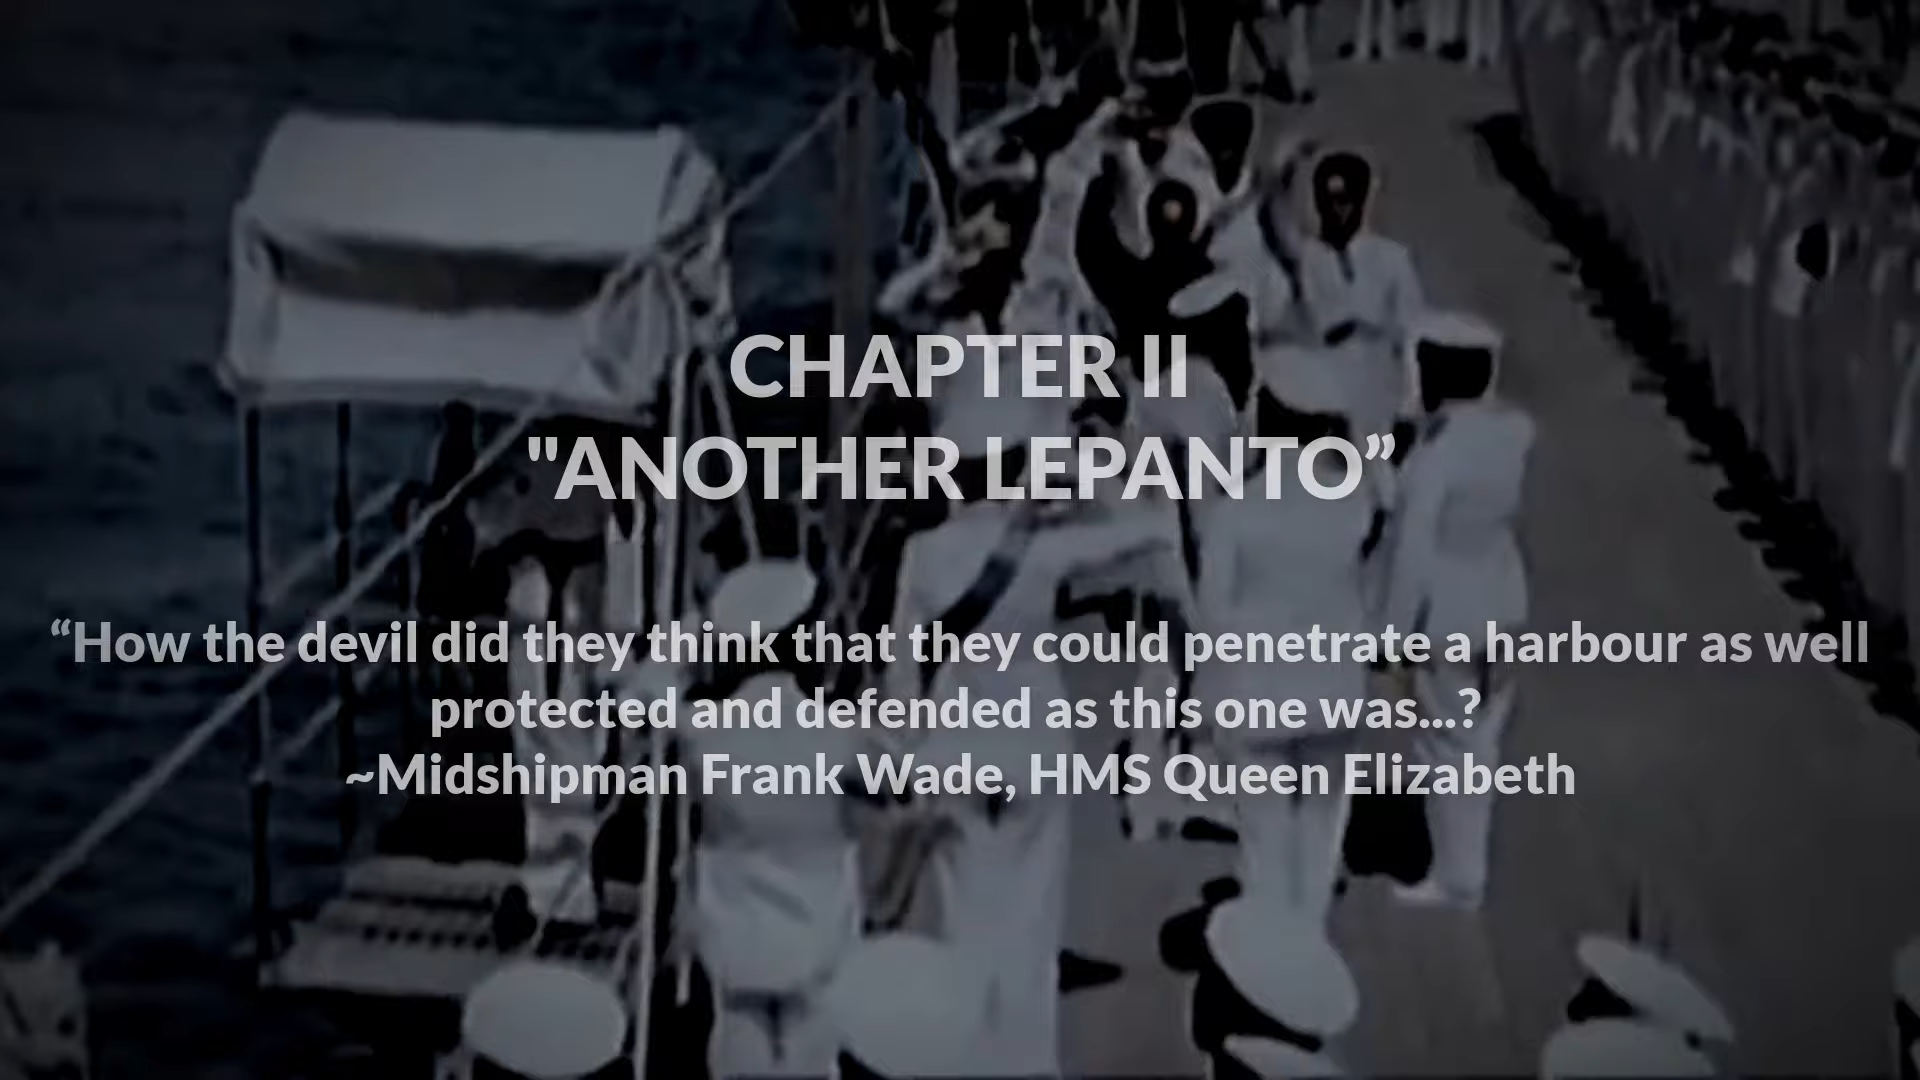 CHAPTER II
"ANOTHER LEPANTO”
“How the devil did they think that they could penetrate a harbour as well
protected and defended as this one was...?
~Midshipman Frank Wade, HMS Queen Elizabeth